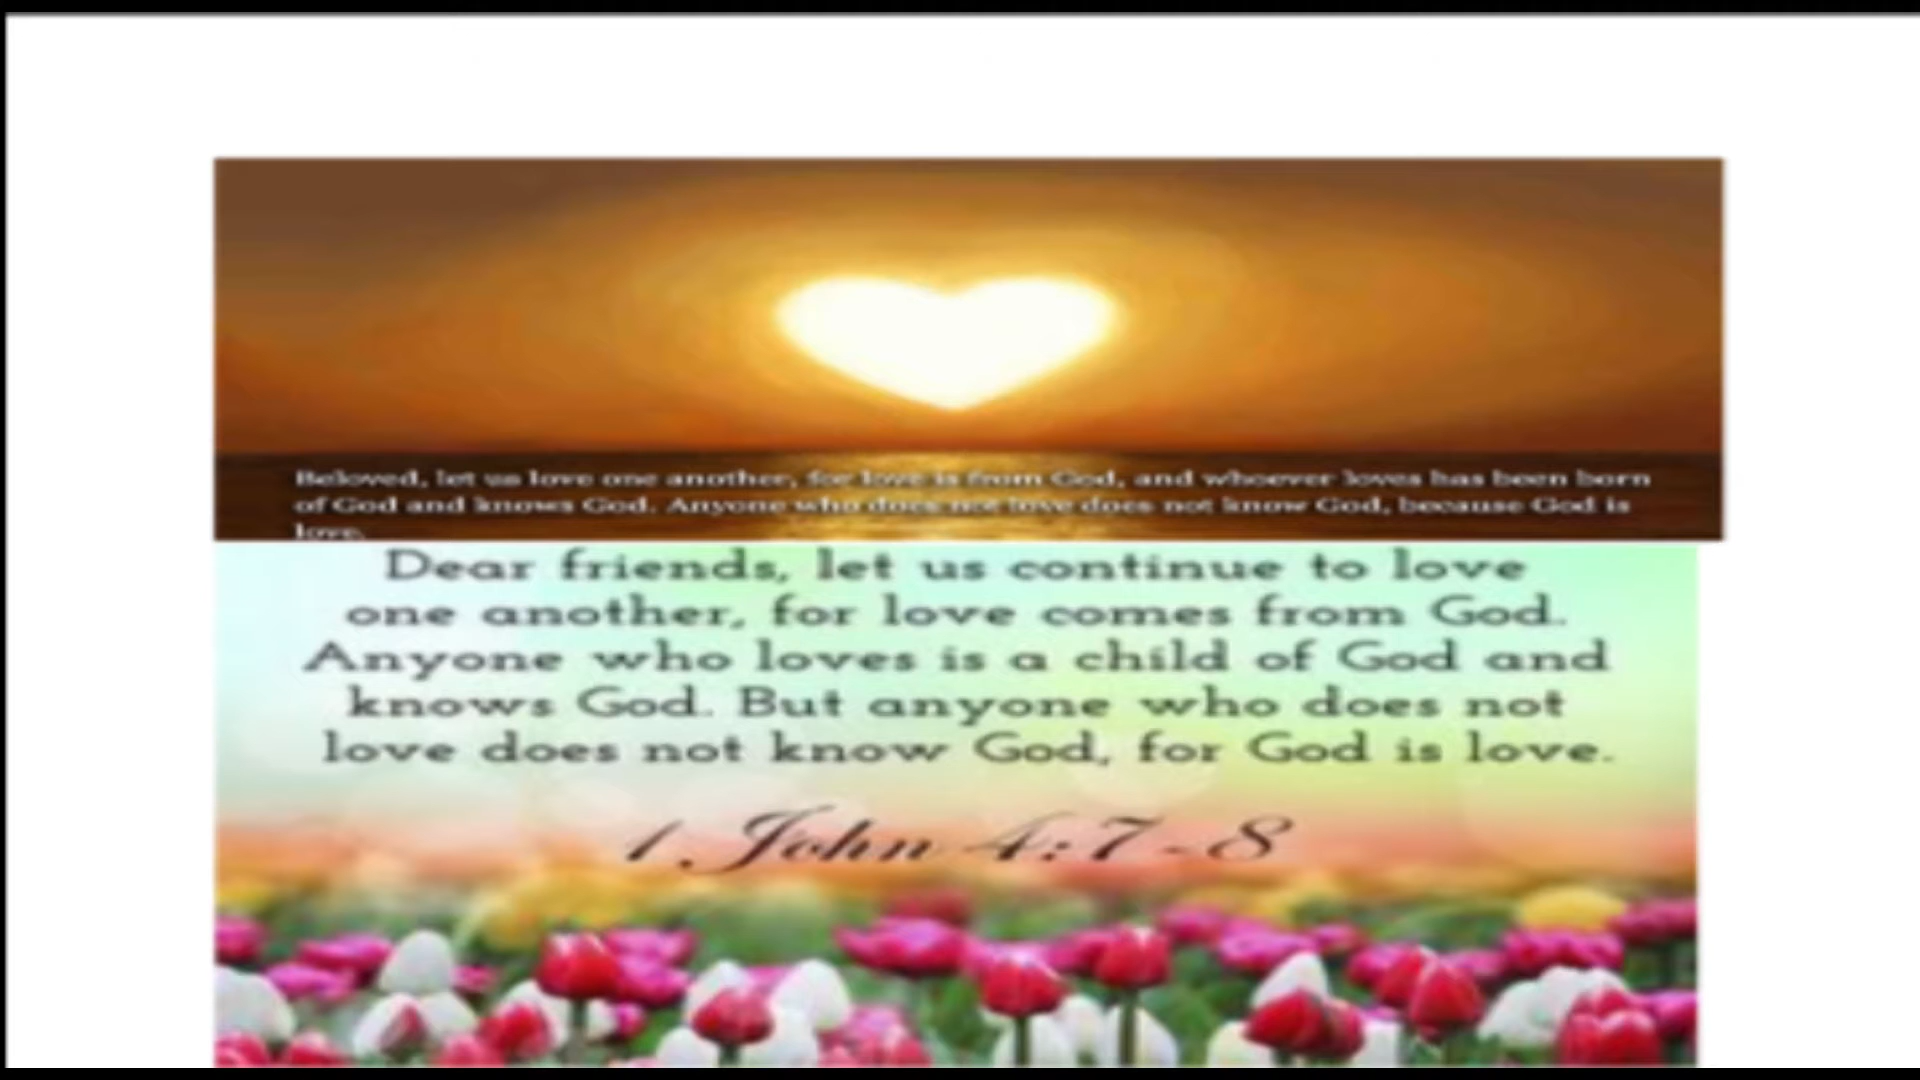 Beloved, let us love one another, for love is from God, and whoever loves has been born
of God and knows God. Anyone who does not love does not know God, because God is
love.
Dear friends, let us continue to love
one another, for love comes from God.
Anyone who loves is a child of God and
knows God. But anyone who does not
love does not know God, for God is love.
1 John 4:7-8